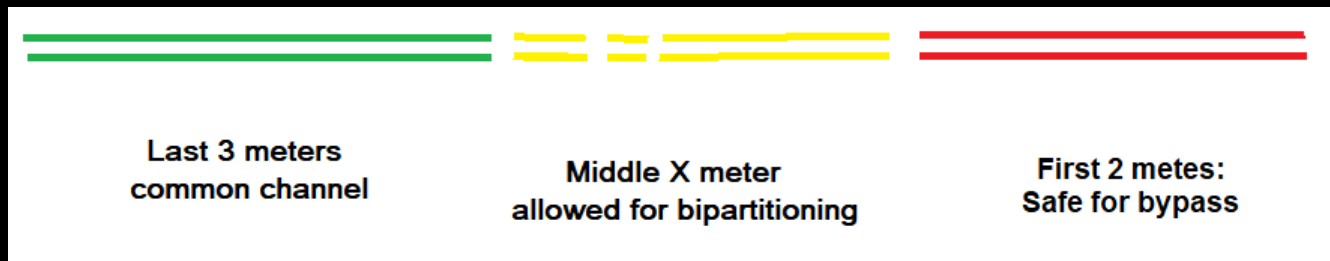 Last 3 meters
common channel
Middle X meter
allowed for bipartitioning
First 2 metes:
Safe for bypass